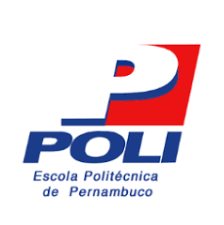 P
POLI
Escola Politécnica
de Pernambuco